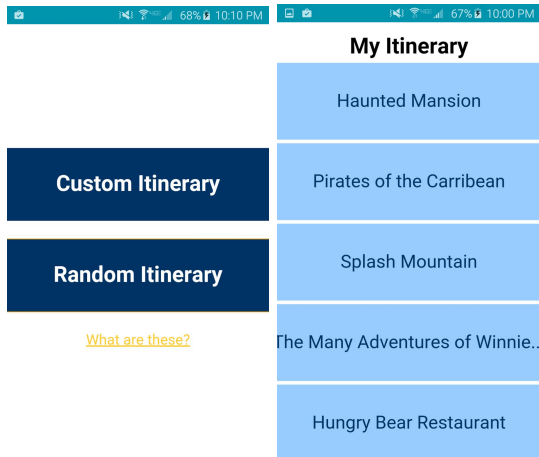 68% 10:10 PM
Custom Itinerary
Random Itinerary
What are these?
67% 10:00 PM
My Itinerary
Haunted Mansion
Pirates of the Carribean
Splash Mountain
The Many Adventures of Winnie..
Hungry Bear Restaurant